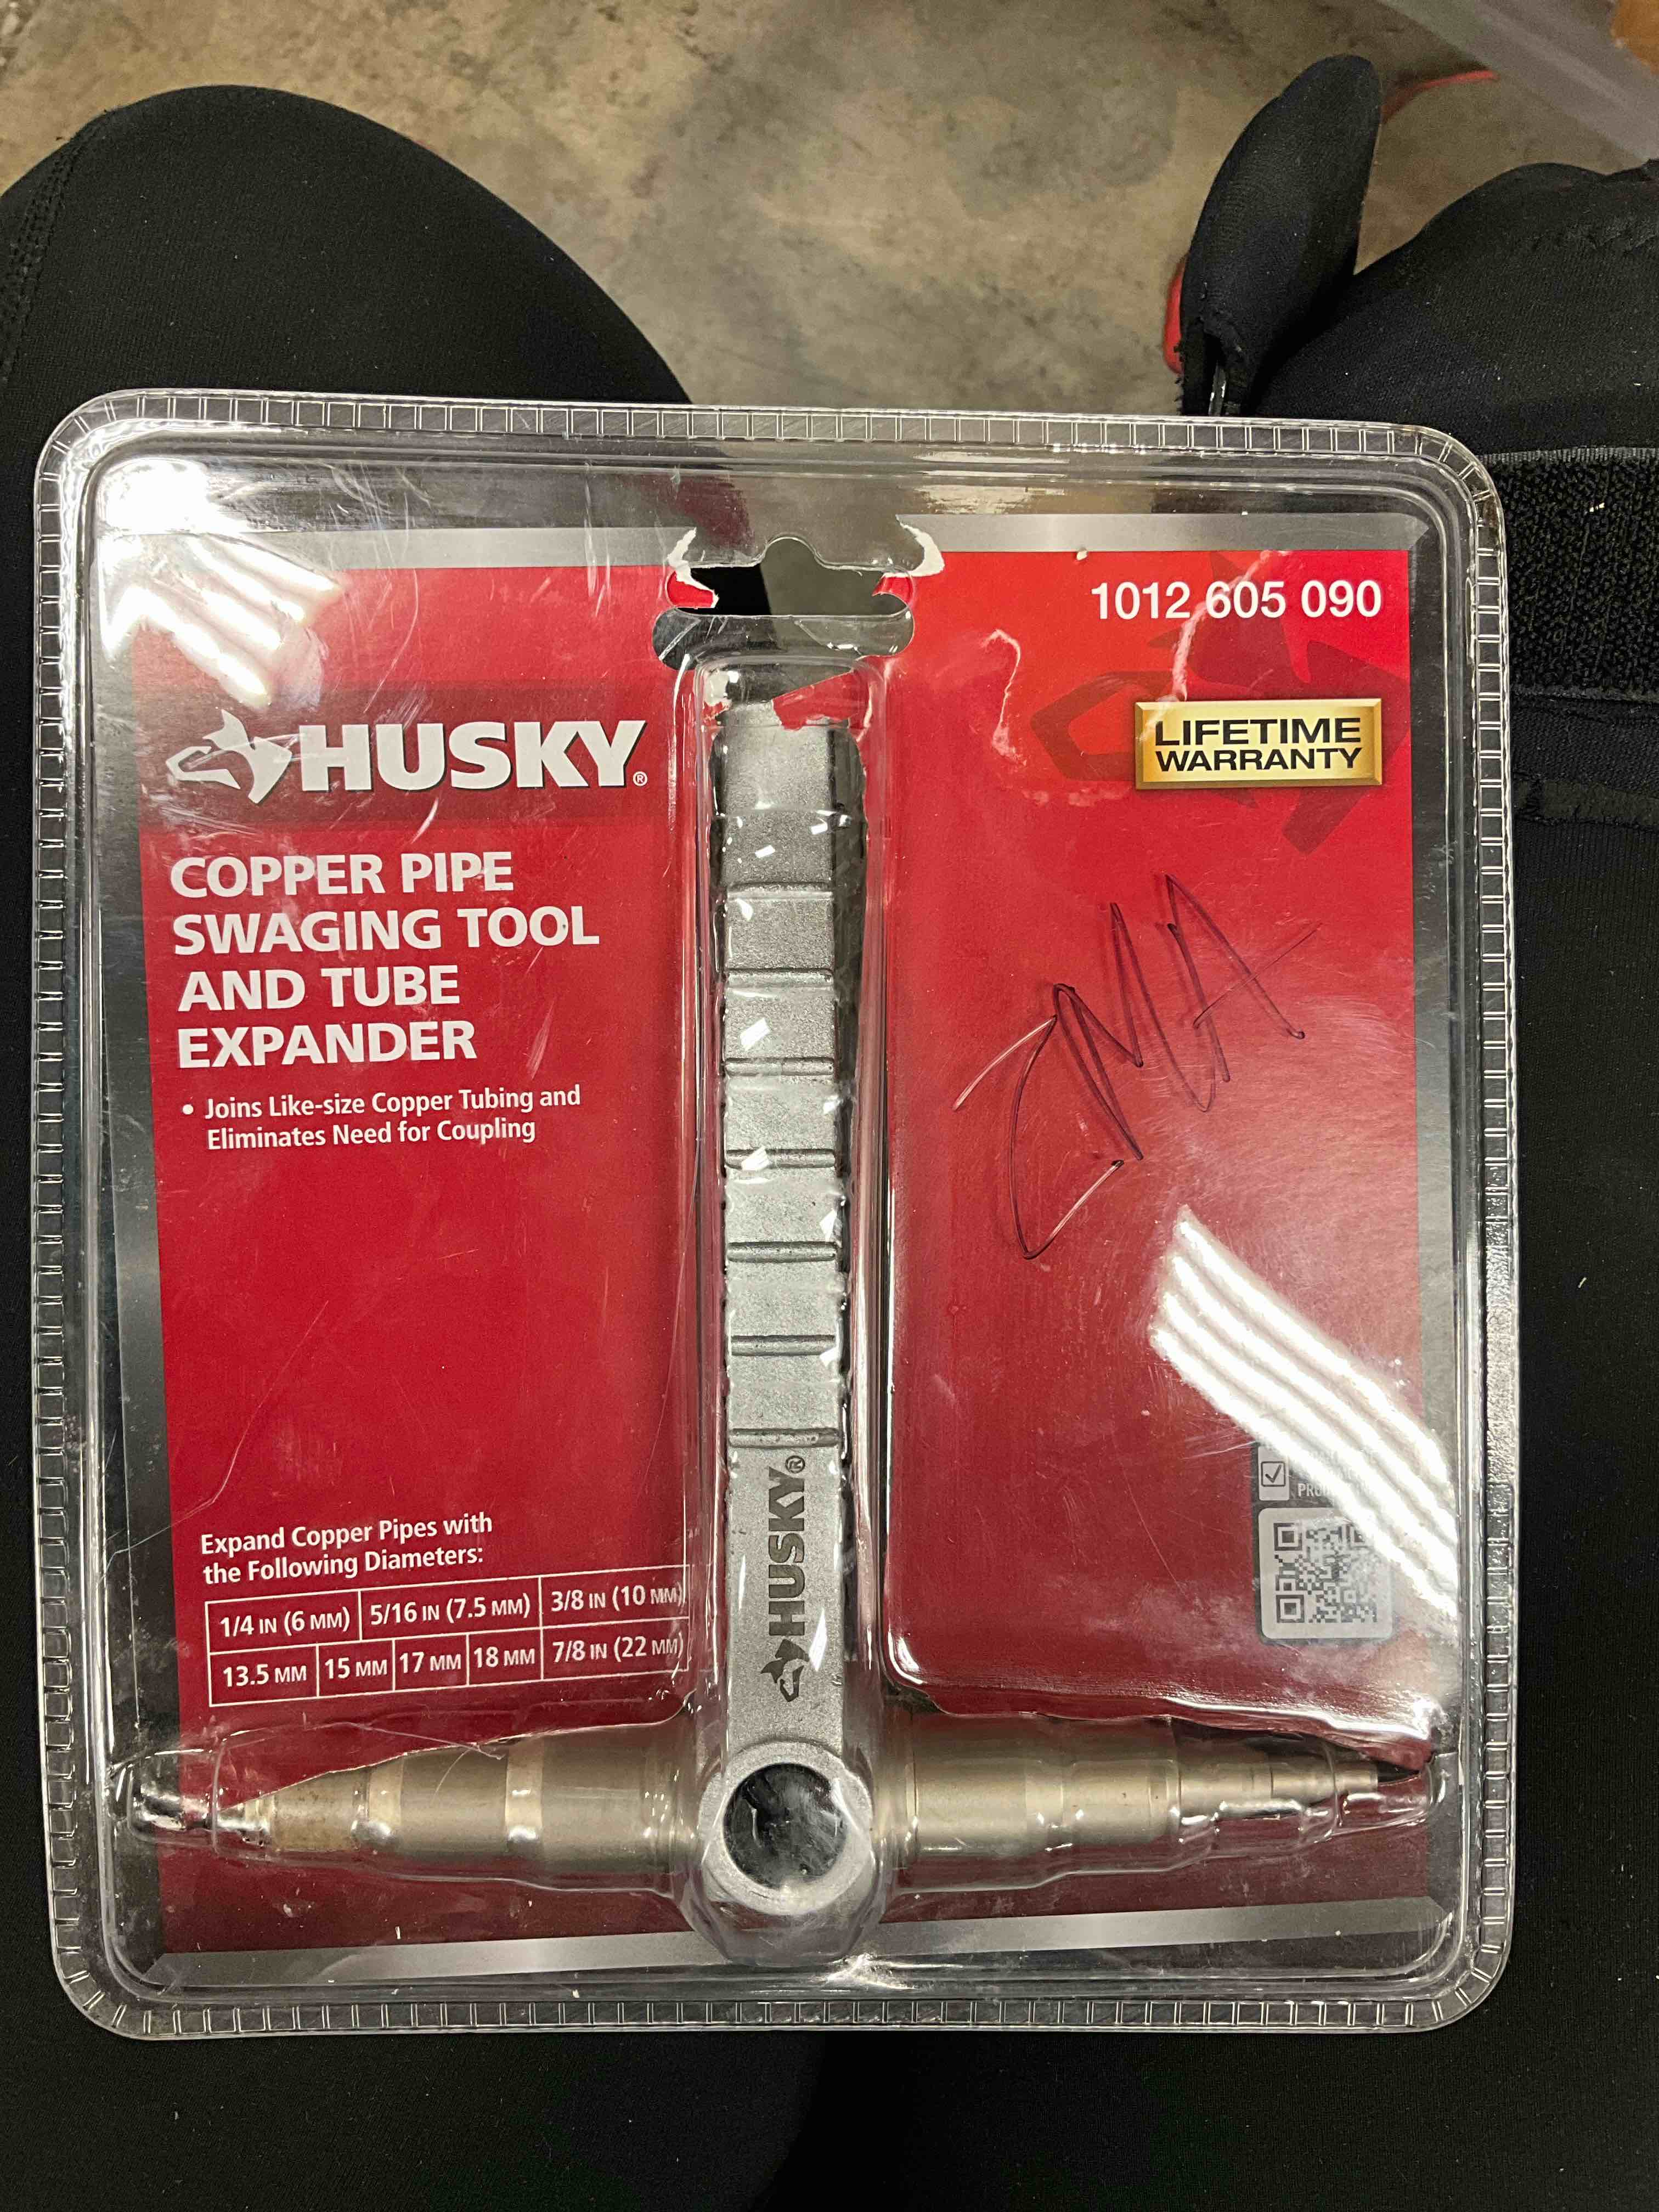 1012 605 090
HUSKY®
LIFETIME
WARRANTY
COPPER PIPE
SWAGING TOOL
AND TUBE
EXPANDER
• Joins Like-size Copper Tubing and
Eliminates Need for Coupling
HUSKY®
Expand Copper Pipes with
the Following Diameters:
1/4 IN (6 MM) 5/16 IN (7.5 MM) 3/8 IN (10 MM)
13.5 MM 15 MM 17 MM 18 MM 7/8 IN (22 MM)